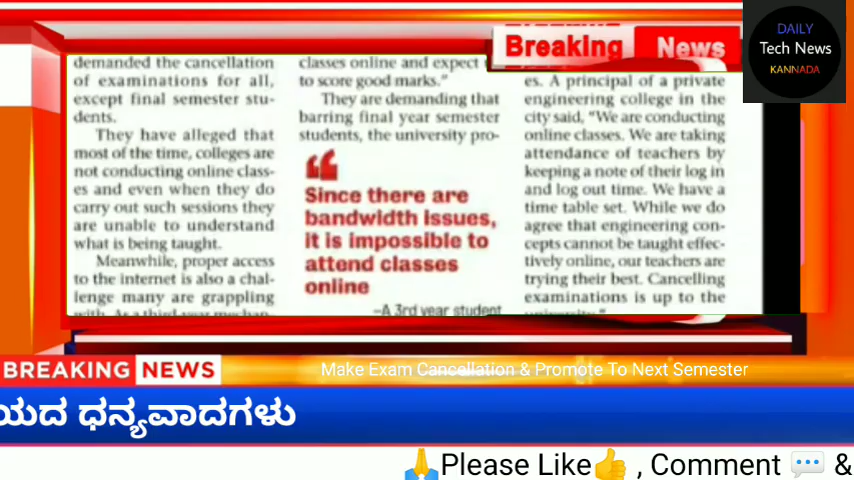 demanded the cancellation
of examinations for all,
except final semester stu-
dents.
They have alleged that
most of the time, colleges are
not conducting online class-
es and even when they do
carry out such sessions they
are unable to understand
what is being taught.
Meanwhile, proper access
to the internet is also a chal-
lenge many are grappling
with. As a third-year mechan-
classes online and expect
to score good marks."
They are demanding that
barring final year semester
students, the university pro-
Since there are
bandwidth issues,
it is impossible to
attend classes
online
–A 3rd year student
es. A principal of a private
engineering college in the
city said, "We are conducting
online classes. We are taking
attendance of teachers by
keeping a note of their log in
and log out time. We have a
time table set. While we do
agree that engineering con-
cepts cannot be taught effec-
tively online, our teachers are
trying their best. Cancelling
examinations is up to the
university."
Breaking News
DAILY
Tech News
KANNADA
BREAKING NEWS
Make Exam Cancellation & Promote To Next Semester
ಯದ ಧನ್ಯವಾದಗಳು
🙏Please Like👍 , Comment 💬 &